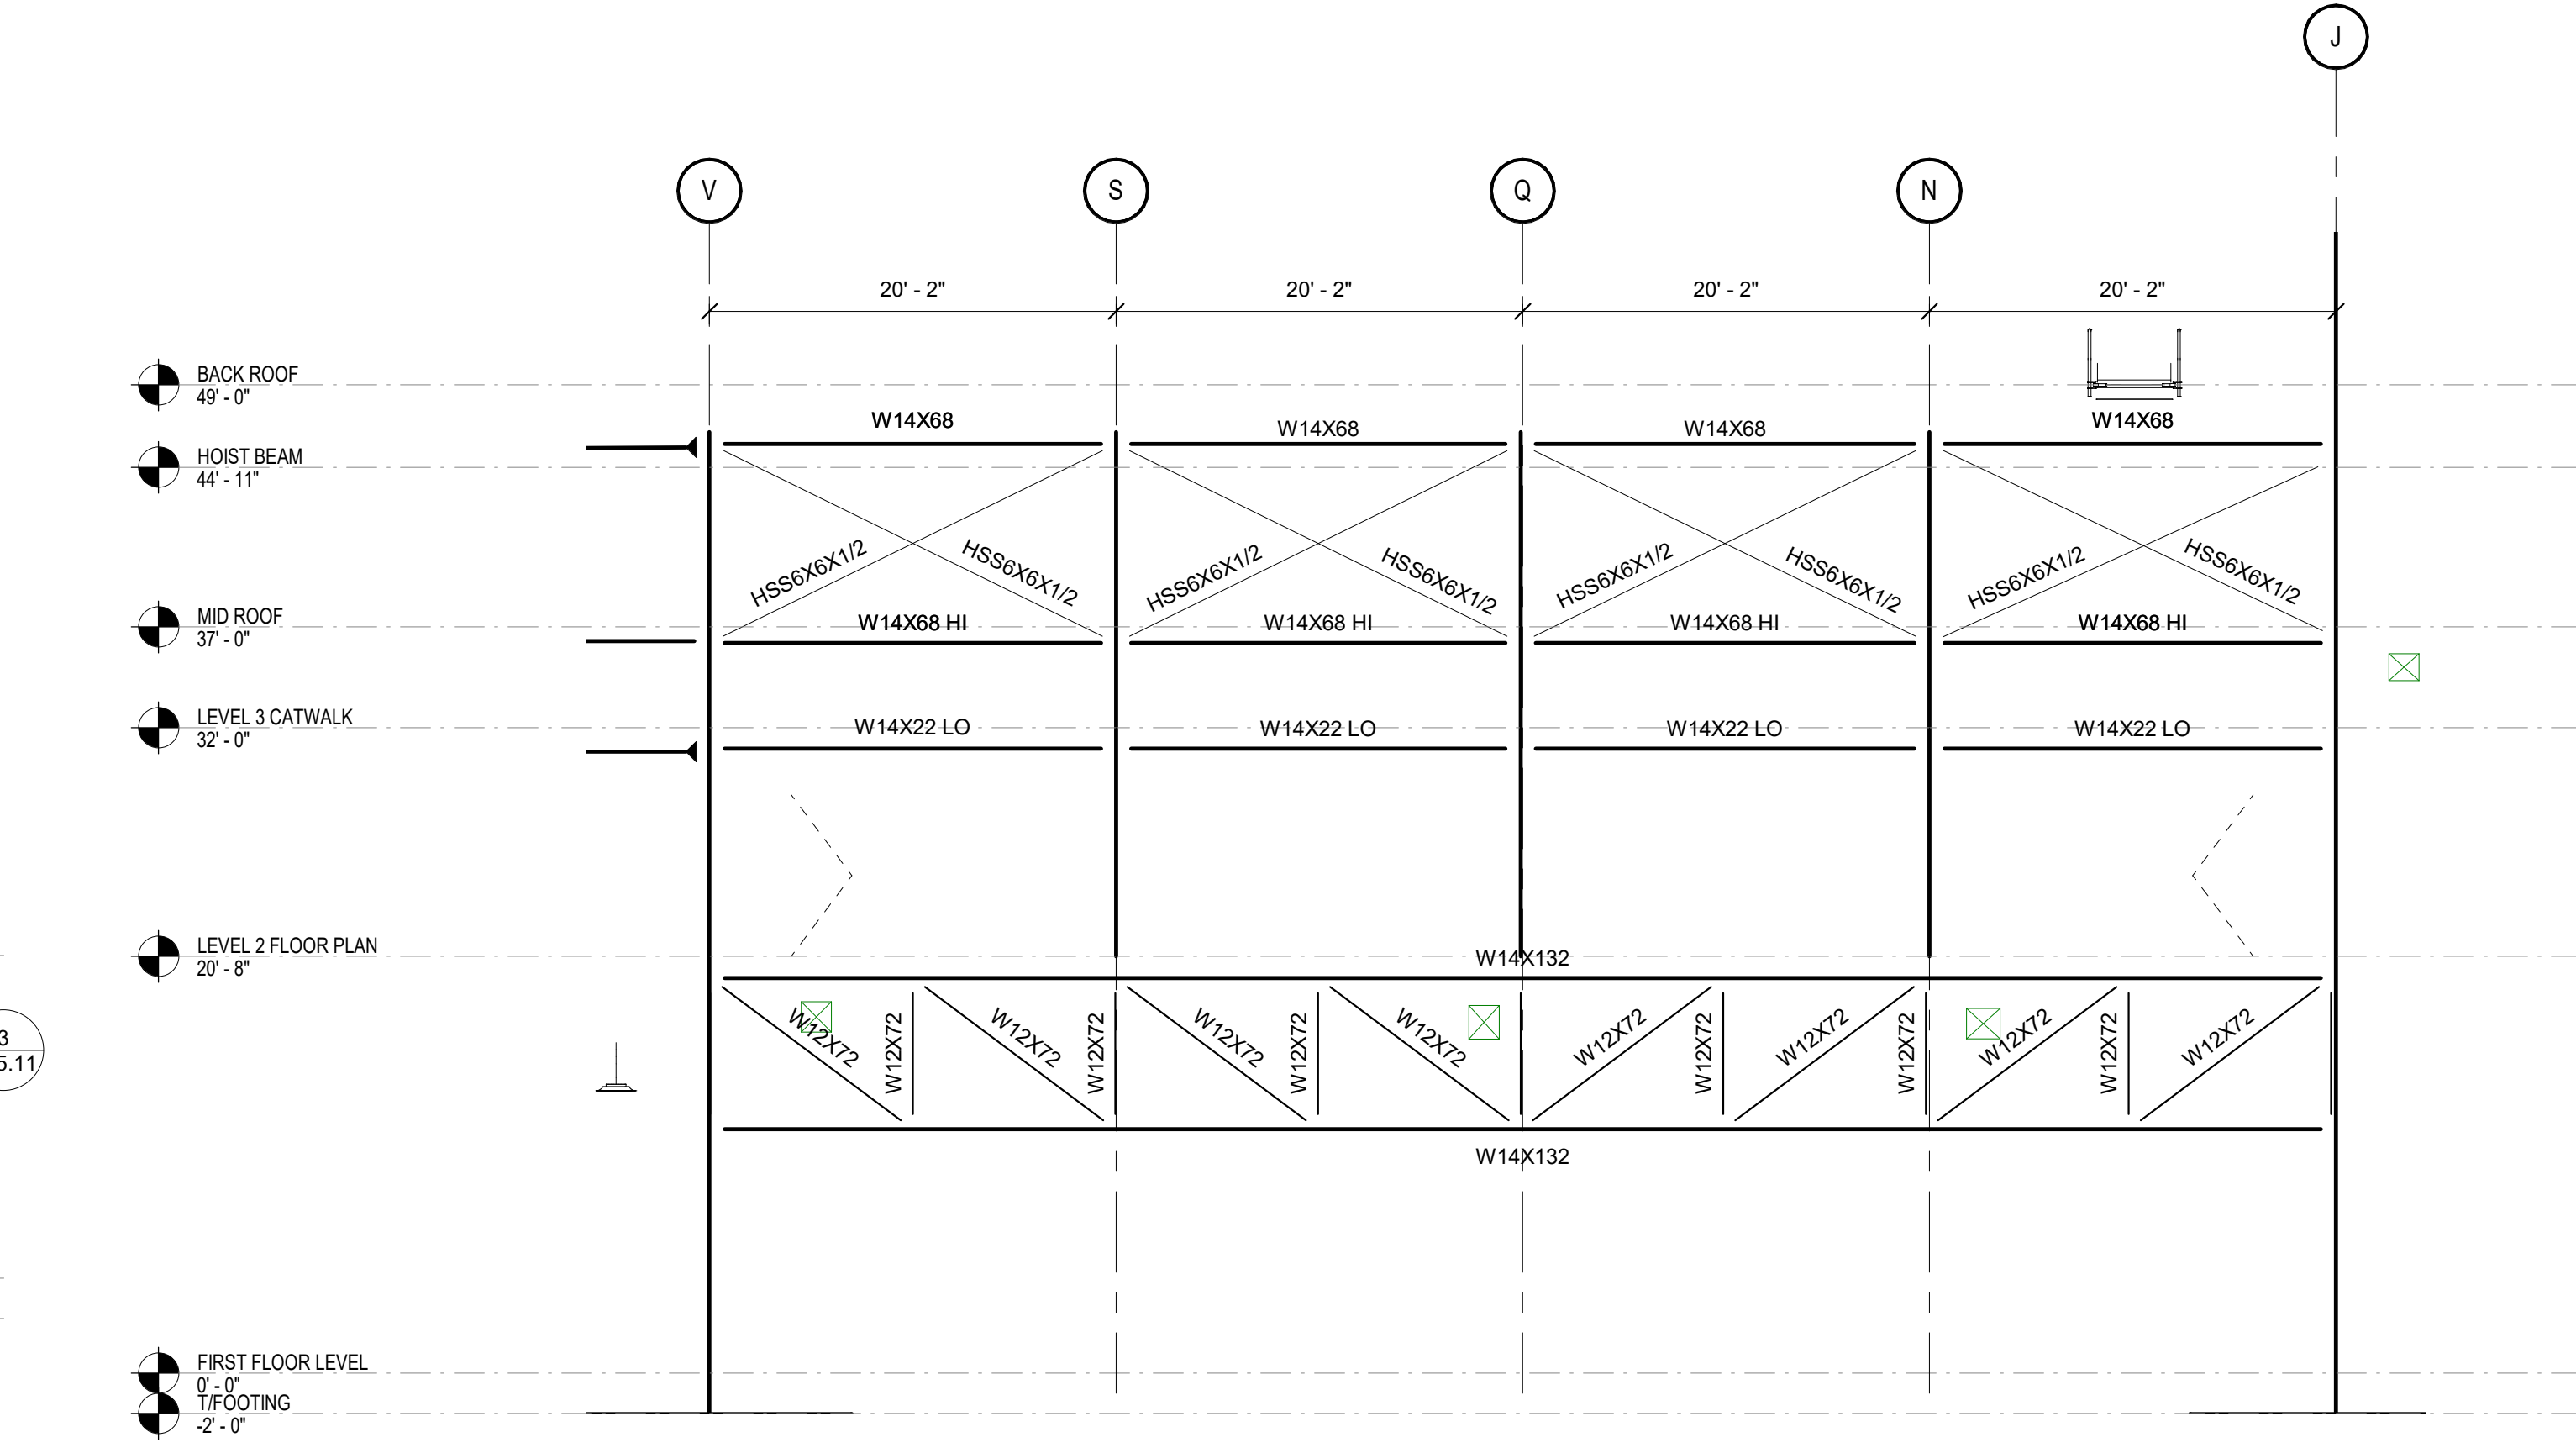 J
V
S
Q
N
20' - 2"
20' - 2"
20' - 2"
20' - 2"
BACK ROOF
49' - 0"
W14X68
W14X68
W14X68
W14X68
HOIST BEAM
44' - 11"
HSS6X6X1/2
HSS6X6X1/2
HSS6X6X1/2
HSS6X6X1/2
HSS6X6X1/2
HSS6X6X1/2
HSS6X6X1/2
HSS6X6X1/2
MID ROOF
37' - 0"
W14X68 HI
W14X68 HI
W14X68 HI
W14X68 HI
LEVEL 3 CATWALK
32' - 0"
W14X22 LO
W14X22 LO
W14X22 LO
W14X22 LO
LEVEL 2 FLOOR PLAN
20' - 8"
W14X132
W12X72
W12X72
W12X72
W12X72
W12X72
W12X72
W12X72
W12X72
W12X72
W12X72
W12X72
W12X72
W12X72
W12X72
3
5.11
W14X132
FIRST FLOOR LEVEL
0' - 0"
T/FOOTING
-2' - 0"